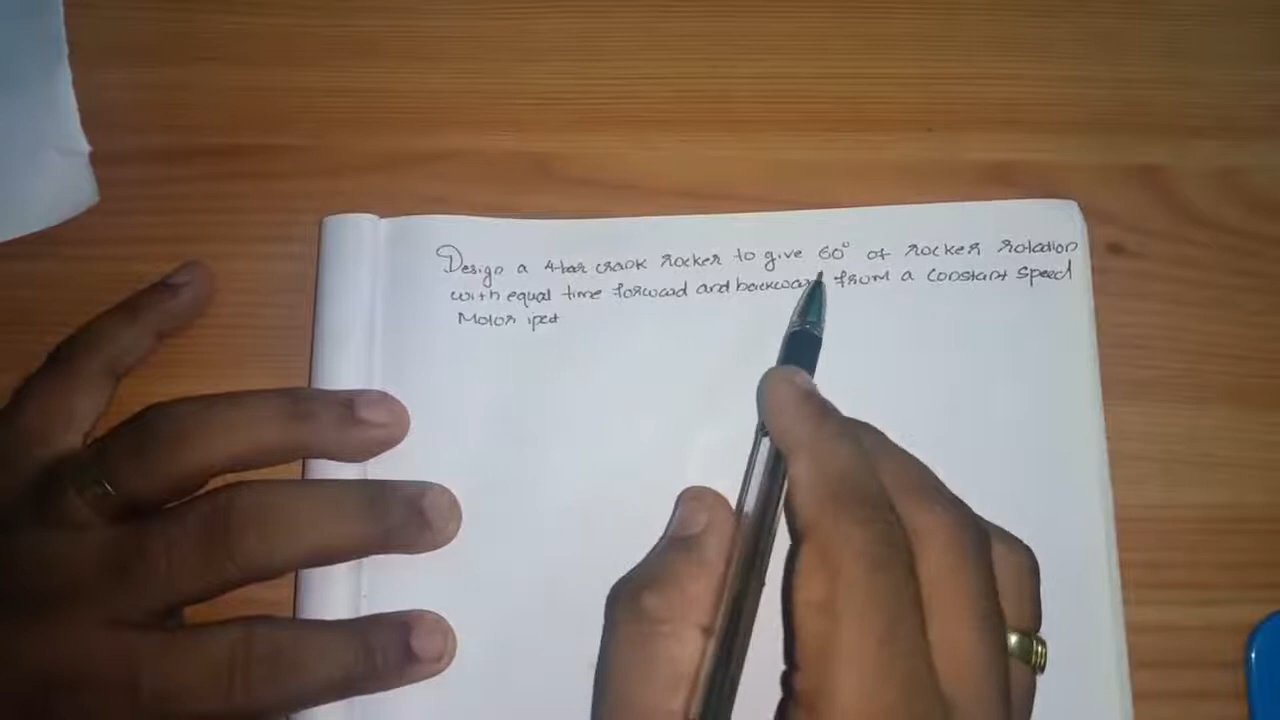 Design a 4-bar crank rocker to give 60° of rocker rotation
with equal time forward and backward from a constant speed
Motor ipet